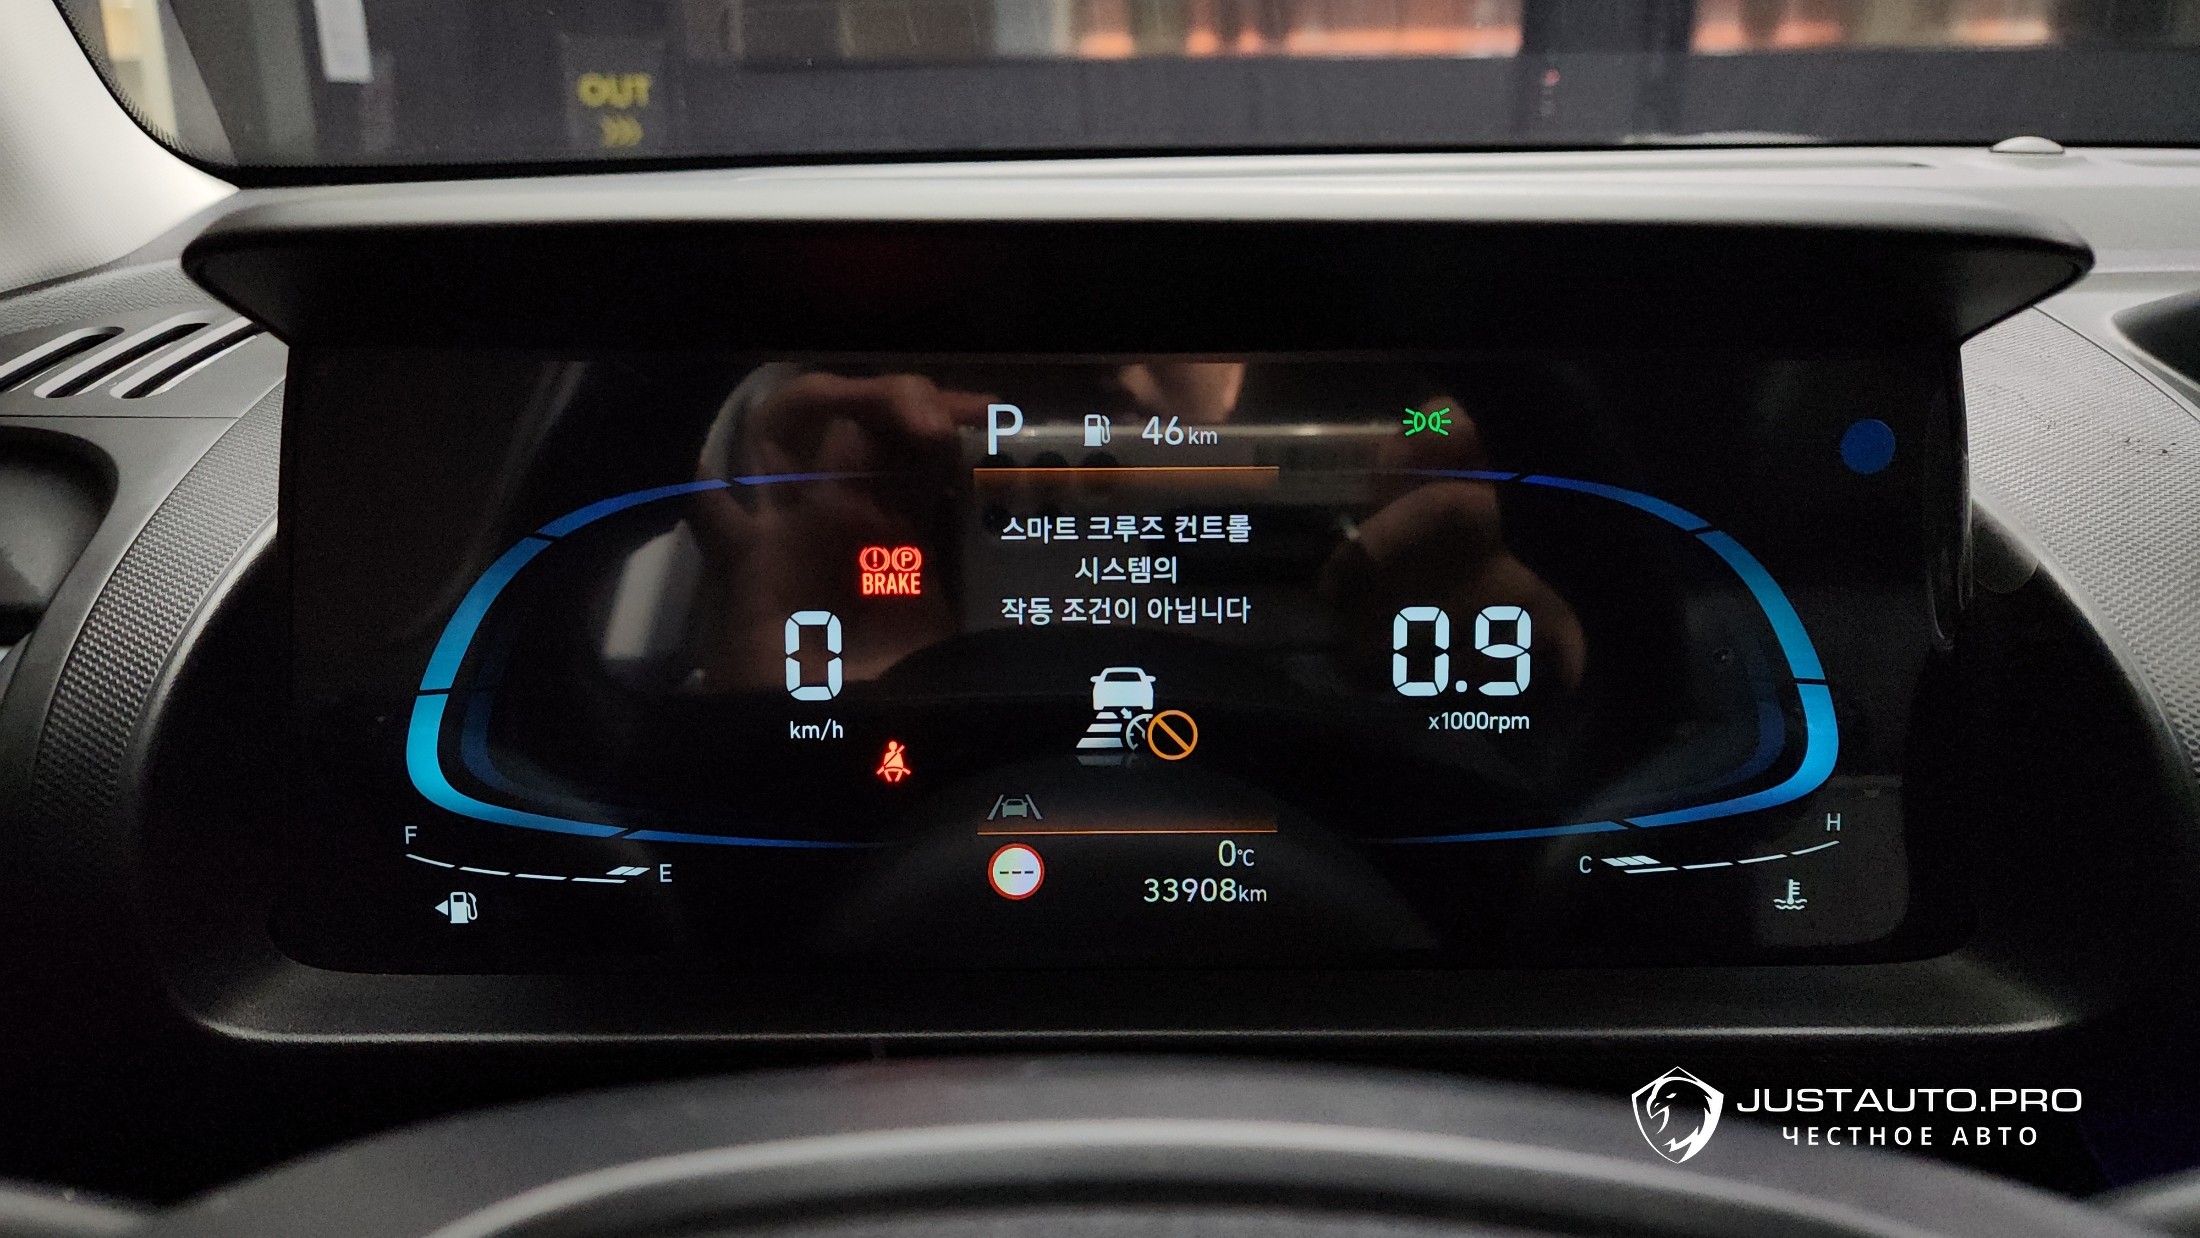 OUT
P 46km
스마트 크루즈 컨트롤
시스템의
작동 조건이 아닙니다
(!)(P)
BRAKE
0
km/h
0.9
x1000rpm
F E
---
0°C
33908km
C H
JUSTAUTO.PRO
ЧЕСТНОЕ АВТО